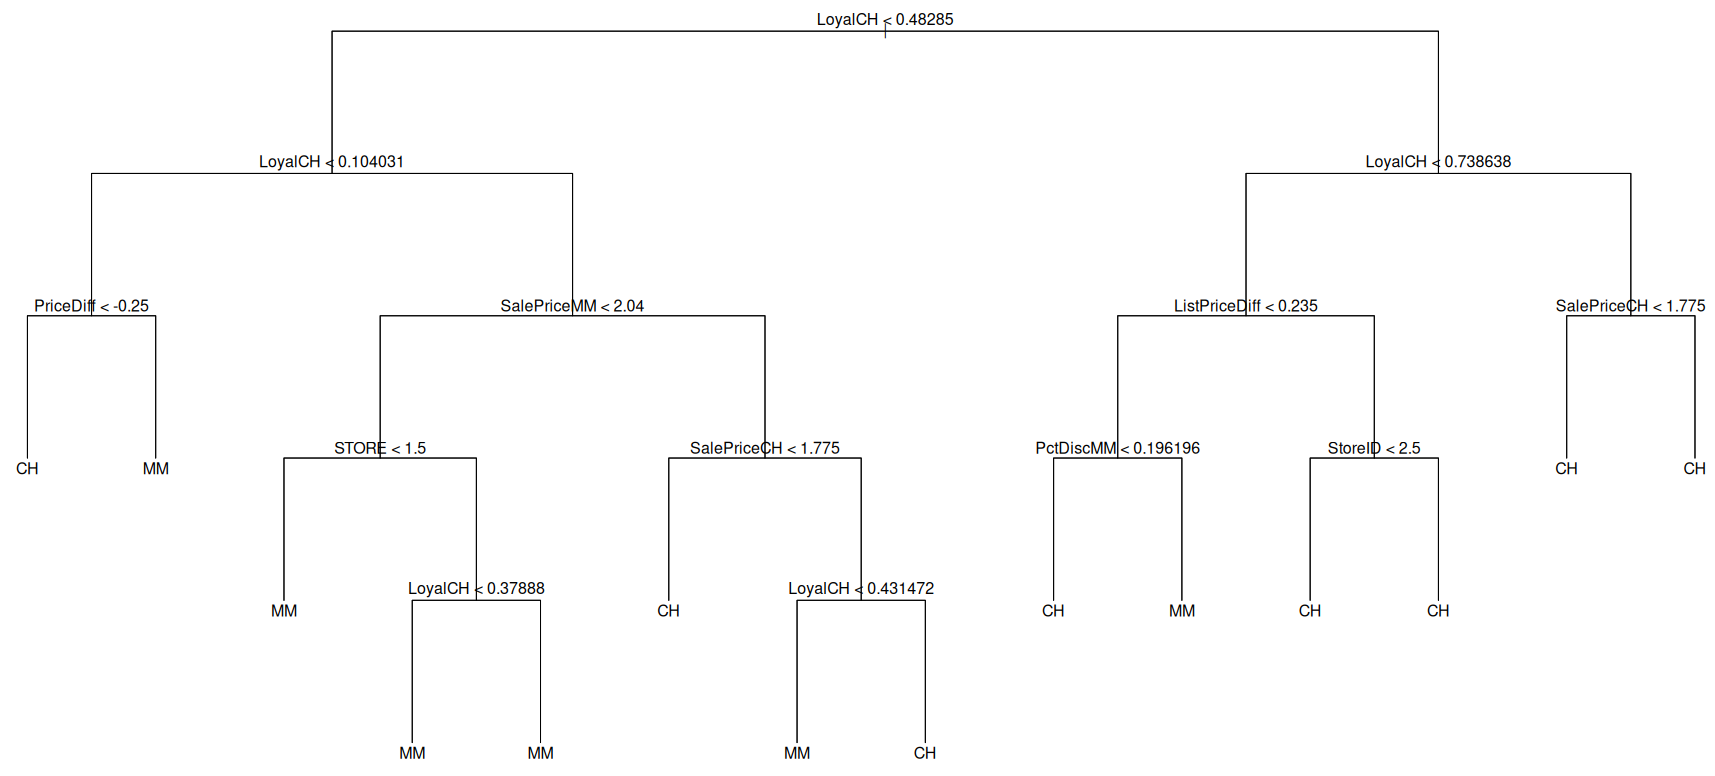 LoyalCH < 0.48285
LoyalCH < 0.104031
LoyalCH < 0.738638
PriceDiff < -0.25
SalePriceMM < 2.04
ListPriceDiff < 0.235
SalePriceCH < 1.775
CH
MM
STORE < 1.5
SalePriceCH < 1.775
PctDiscMM < 0.196196
StoreID < 2.5
CH
CH
MM
LoyalCH < 0.37888
CH
LoyalCH < 0.431472
CH
MM
CH
CH
MM
MM
MM
CH